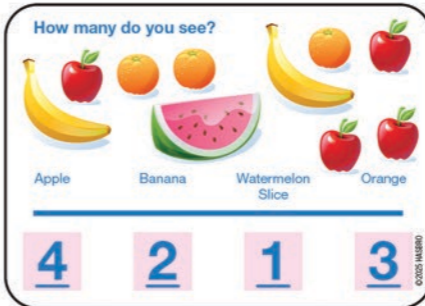 How many do you see?
Apple Banana Watermelon Slice Orange
4 2 1 3
©2025 HASBRO